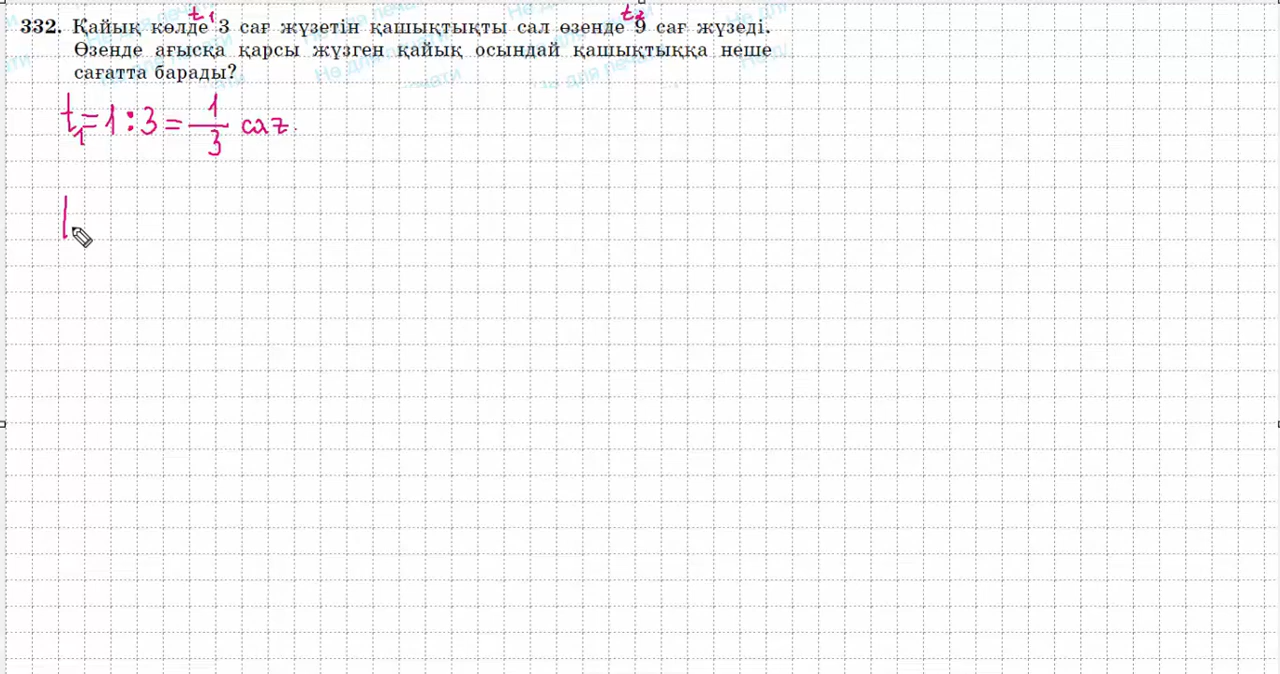 t₁ t₂
332. Қайық көлде 3 сағ жүзетін қашықтықты сал өзенде 9 сағ жүзеді.
Өзенде ағысқа қарсы жүзген қайық осындай қашықтыққа неше
сағатта барады?
t₁=1:3=1/3 сағ.